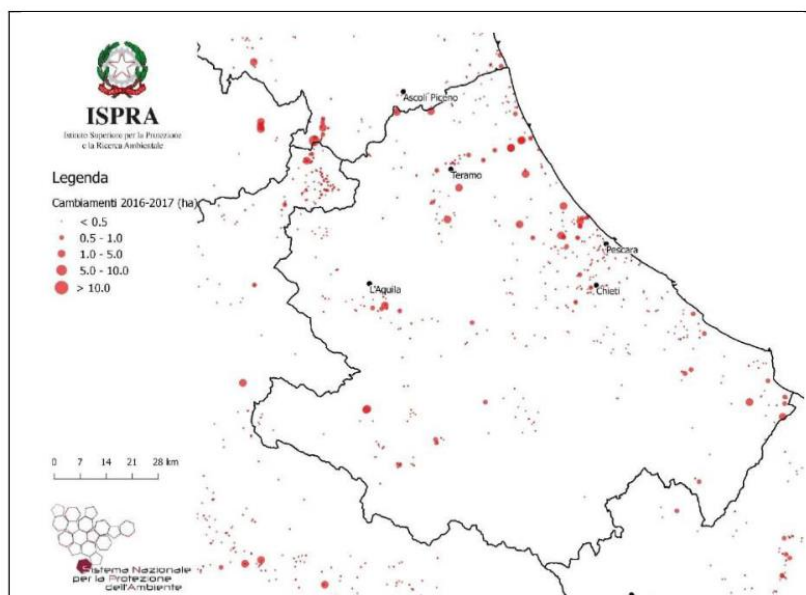 ISPRA
Istituto Superiore per la Protezione
e la Ricerca Ambientale
Legenda
Cambiamenti 2016-2017 (ha)
< 0.5
0.5 - 1.0
1.0 - 5.0
5.0 - 10.0
> 10.0
Ascoli Piceno
Teramo
Pescara
L'Aquila
Chieti
0 7 14 21 28 km
Sistema Nazionale
per la Protezione
dell'Ambiente